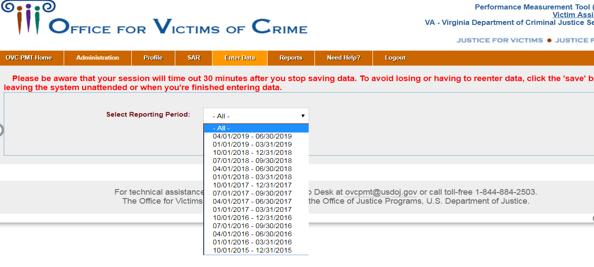 OFFICE FOR VICTIMS OF CRIME
Performance Measurement Tool (
Victim Assi
VA - Virginia Department of Criminal Justice Se
JUSTICE FOR VICTIMS • JUSTICE F
OVC-PMT Home Administration Profile SAR Enter Data Reports Need Help? Logout
Please be aware that your session will time out 30 minutes after you stop saving data. To avoid losing or having to reenter data, click the 'save' b
leaving the system unattended or when you're finished entering data.
Select Reporting Period: - All -
- All -
04/01/2019 - 06/30/2019
01/01/2019 - 03/31/2019
10/01/2018 - 12/31/2018
07/01/2018 - 09/30/2018
04/01/2018 - 06/30/2018
01/01/2018 - 03/31/2018
10/01/2017 - 12/31/2017
07/01/2017 - 09/30/2017
04/01/2017 - 06/30/2017
01/01/2017 - 03/31/2017
10/01/2016 - 12/31/2016
07/01/2016 - 09/30/2016
04/01/2016 - 06/30/2016
01/01/2016 - 03/31/2016
10/01/2015 - 12/31/2015
For technical assistance p Desk at ovcpmt@usdoj.gov or call toll-free 1-844-884-2503.
The Office for Victims the Office of Justice Programs, U.S. Department of Justice.